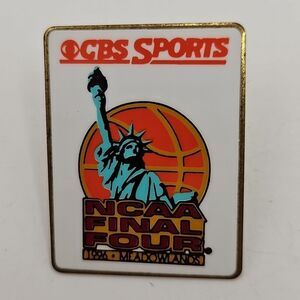 CBS SPORTS
NCAA
FINAL
FOUR
1996 • MEADOWLANDS